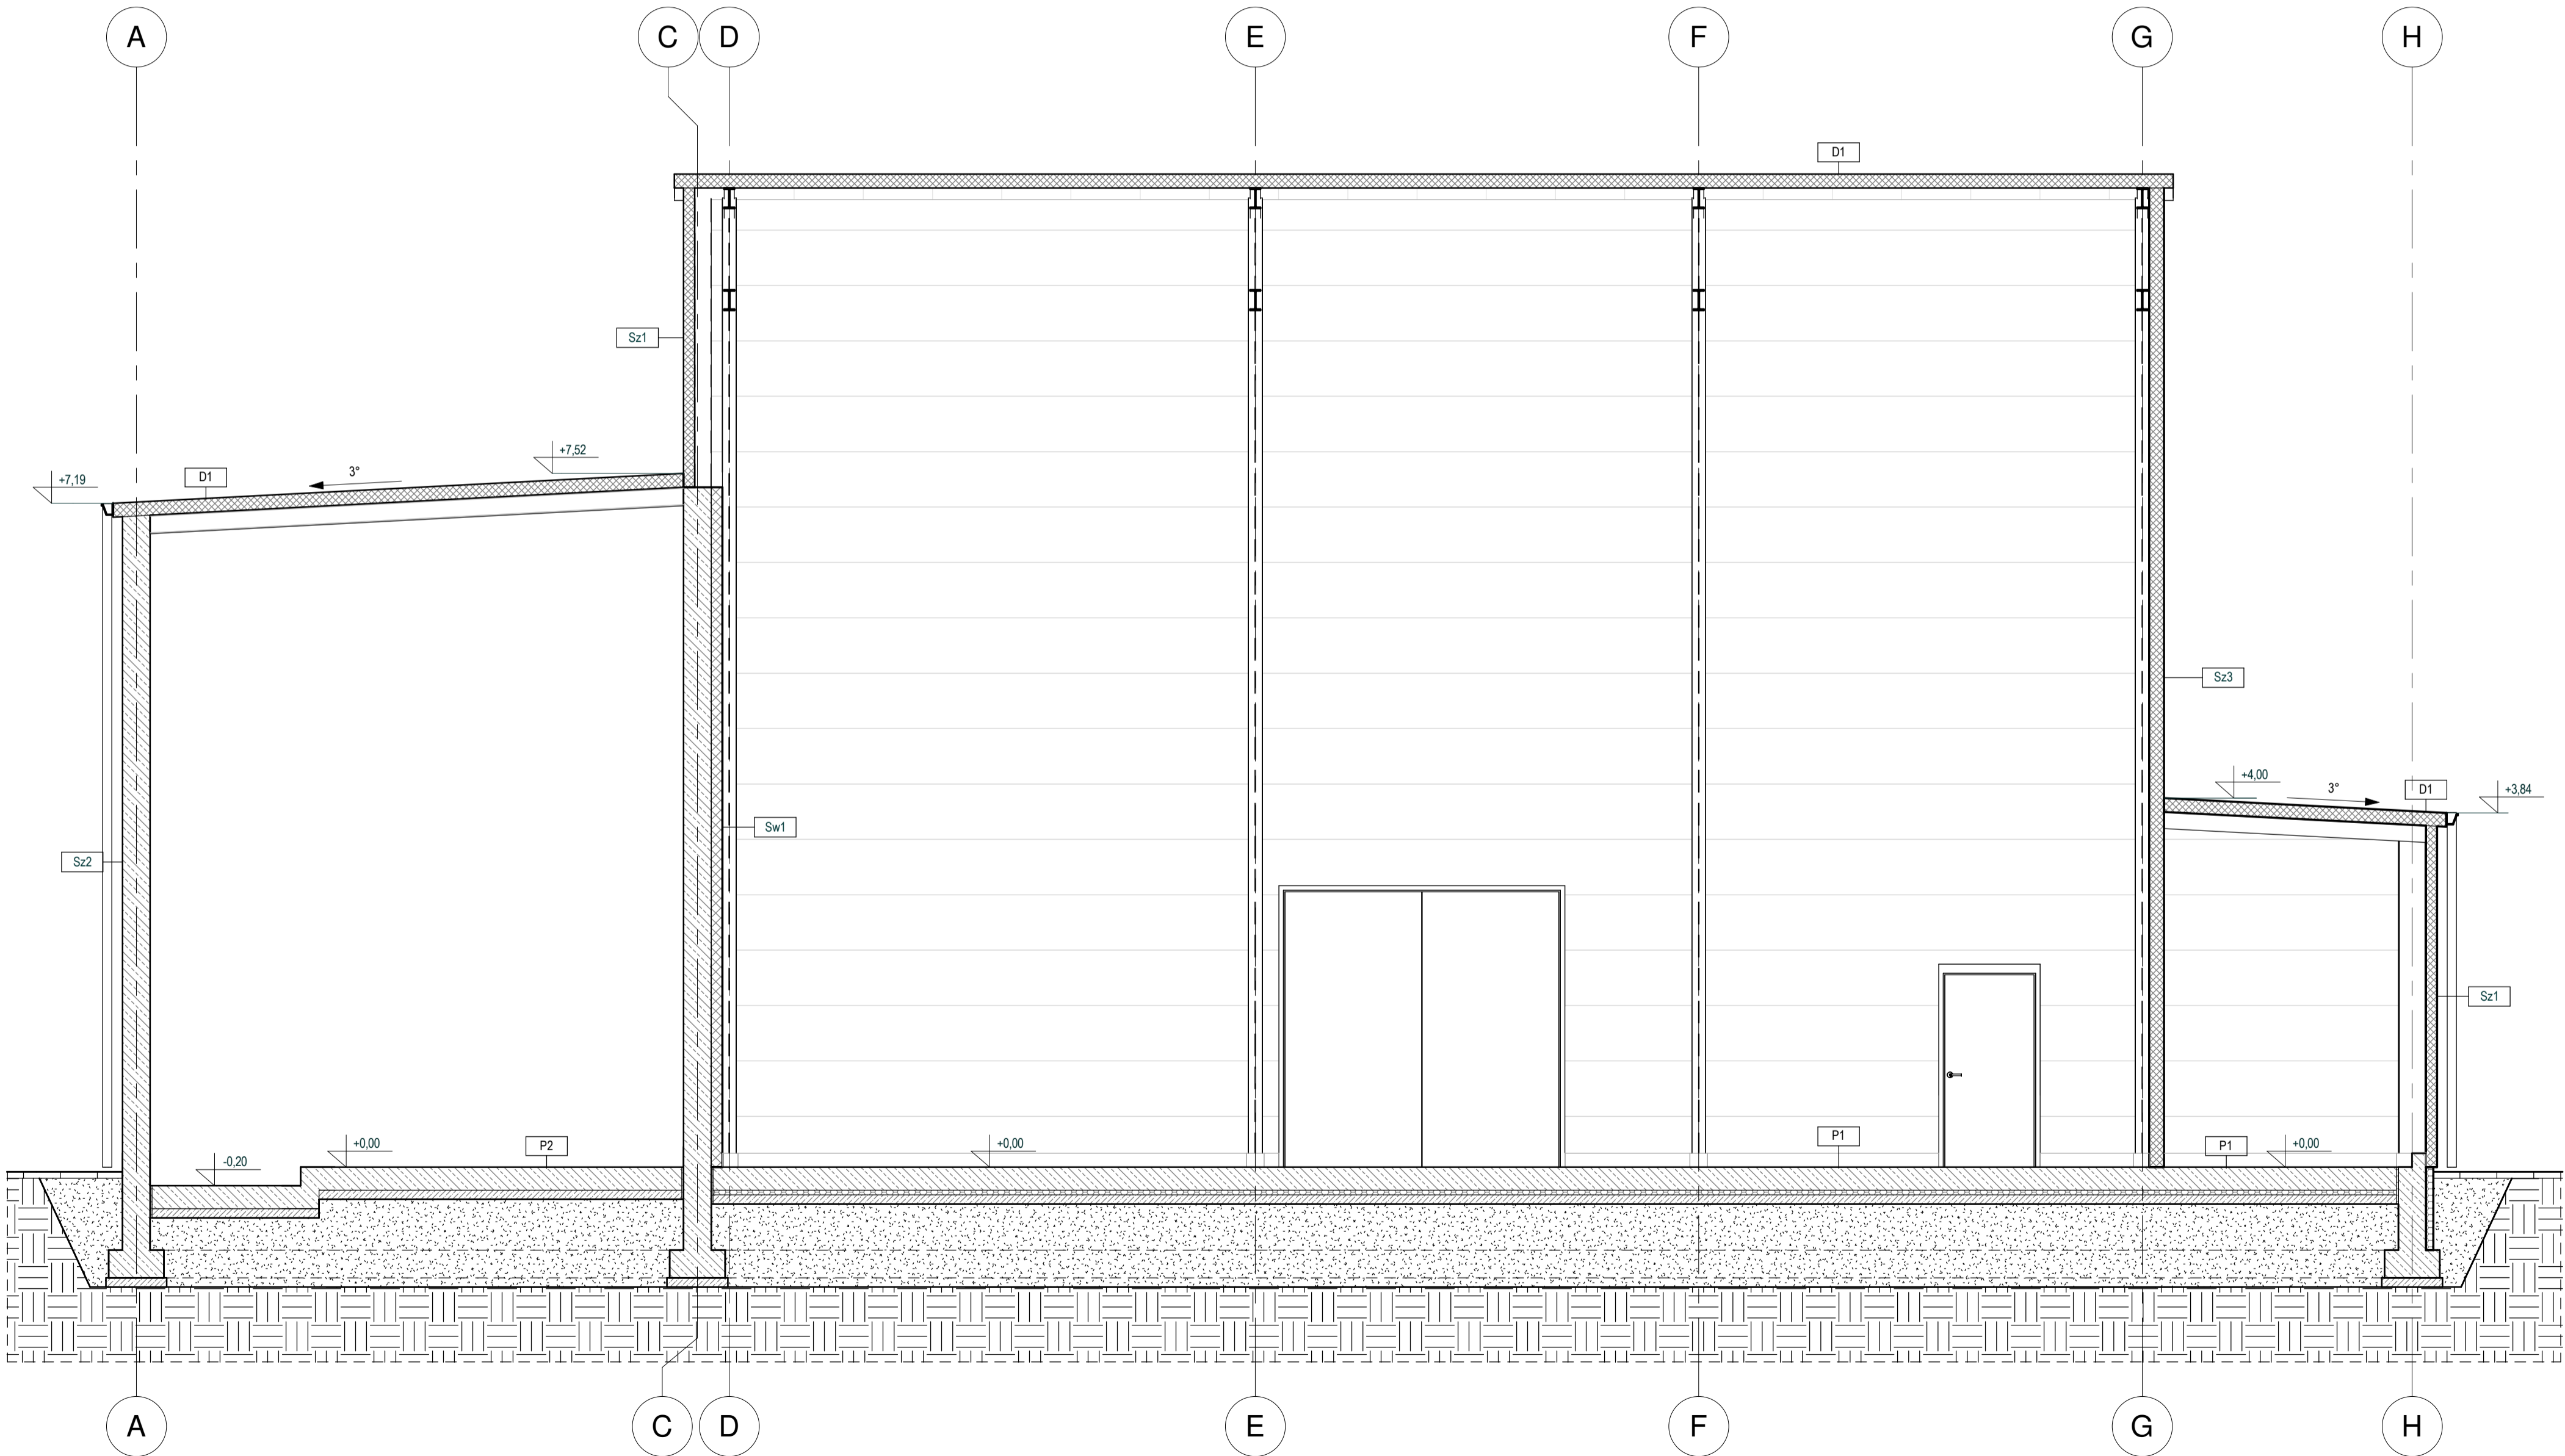 A
C
D
E
F
G
H
D1
Sz1
+7,52
3°
D1
+7,19
Sz3
+4,00
3°
D1
+3,84
Sw1
Sz2
Sz1
-0,20
+0,00
P2
+0,00
P1
P1
+0,00
A
C
D
E
F
G
H